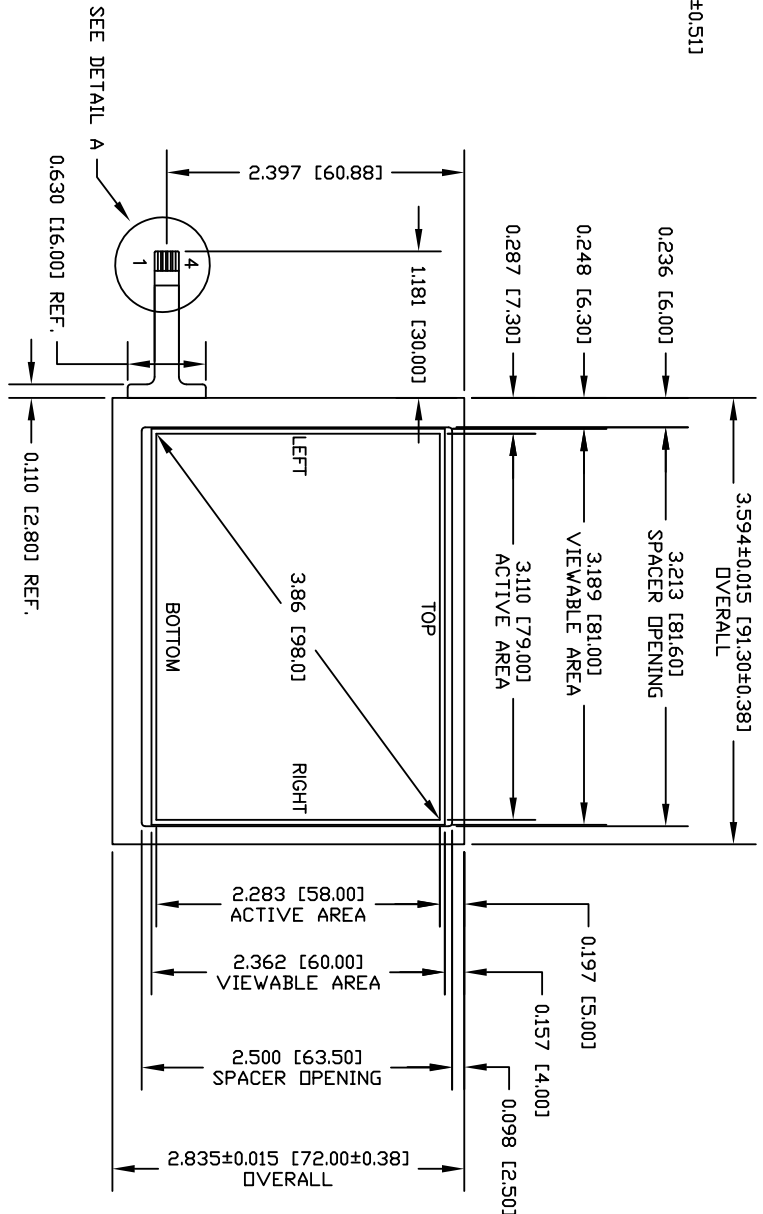 ±0.51]
SEE DETAIL A
2.397 [60.88]
0.630 [16.00] REF.
1
4
1.181 [30.00]
0.287 [7.30]
0.248 [6.30]
0.236 [6.00]
0.110 [2.80] REF.
3.594±0.015 [91.30±0.38]
OVERALL
3.213 [81.60]
SPACER OPENING
3.189 [81.00]
VIEWABLE AREA
3.110 [79.00]
ACTIVE AREA
LEFT
TOP
3.86 [98.0]
BOTTOM
RIGHT
2.283 [58.00]
ACTIVE AREA
2.362 [60.00]
VIEWABLE AREA
2.500 [63.50]
SPACER OPENING
2.835±0.015 [72.00±0.38]
OVERALL
0.197 [5.00]
0.157 [4.00]
0.098 [2.50]